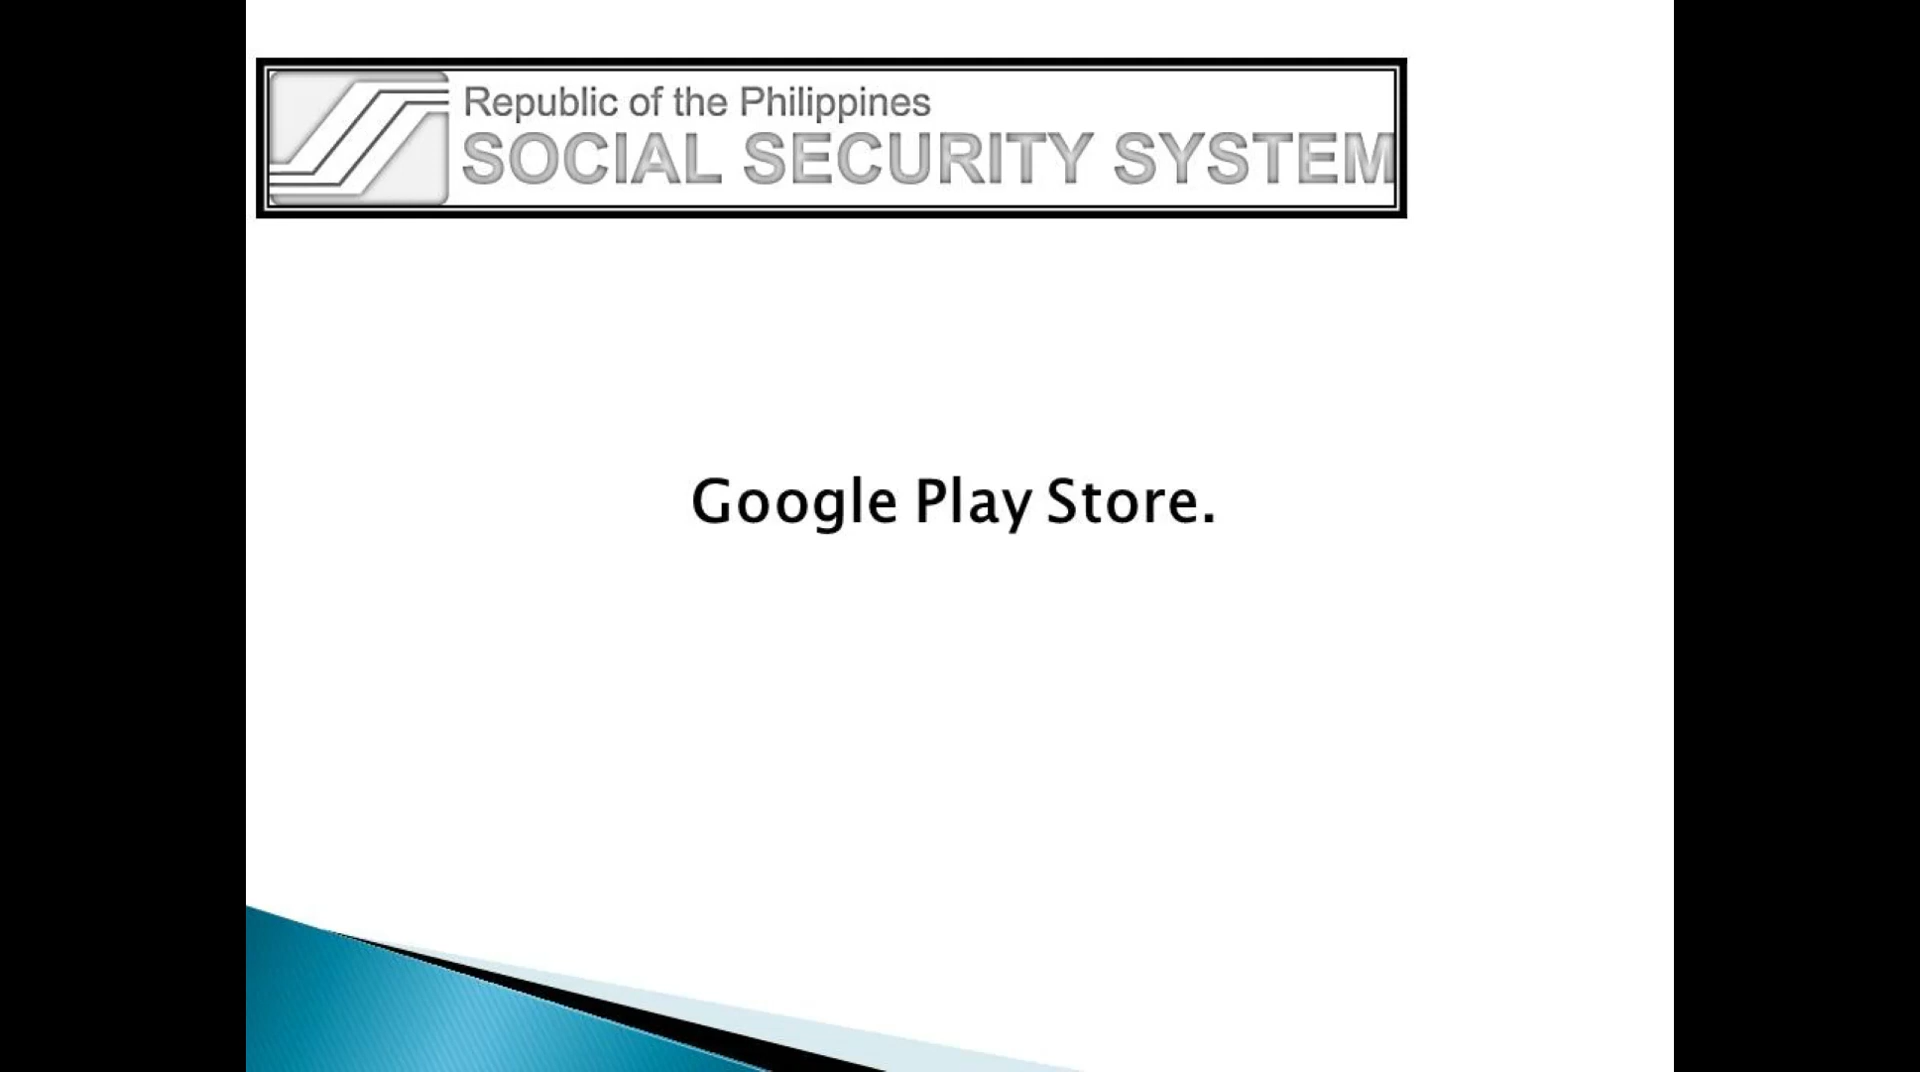 Republic of the Philippines
SOCIAL SECURITY SYSTEM
Google Play Store.